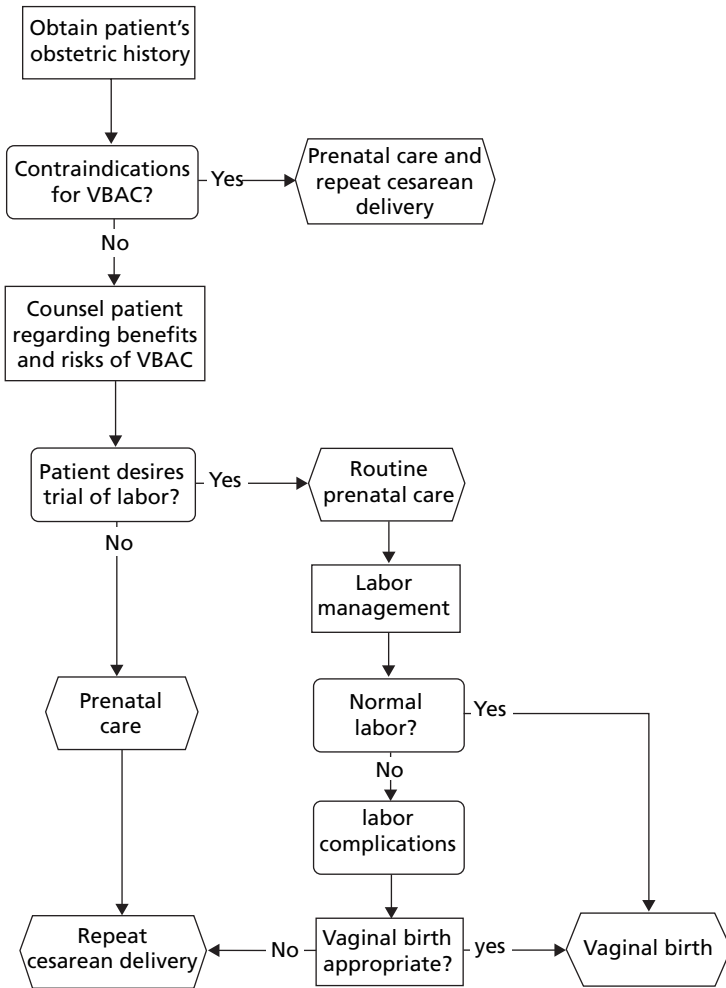 Obtain patient's
obstetric history
Contraindications
for VBAC?
Yes
Prenatal care and
repeat cesarean
delivery
No
Counsel patient
regarding benefits
and risks of VBAC
Patient desires
trial of labor?
Yes
Routine
prenatal care
No
Labor
management
Prenatal
care
Normal
labor?
Yes
No
labor
complications
Repeat
cesarean delivery
No
Vaginal birth
appropriate?
yes
Vaginal birth